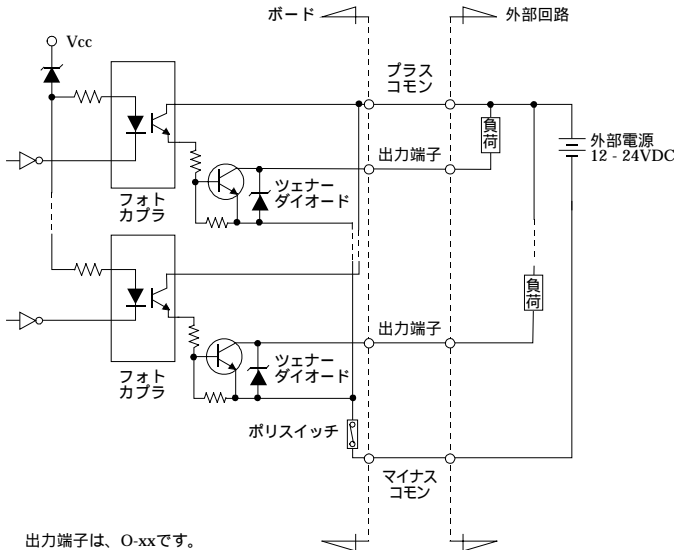 ボード
外部回路
Vcc
プラス
コモン
負荷
外部電源
12 - 24VDC
出力端子
ツェナー
ダイオード
フォト
カプラ
負荷
出力端子
ツェナー
ダイオード
フォト
カプラ
ポリスイッチ
マイナス
コモン
出力端子は、O-xxです。